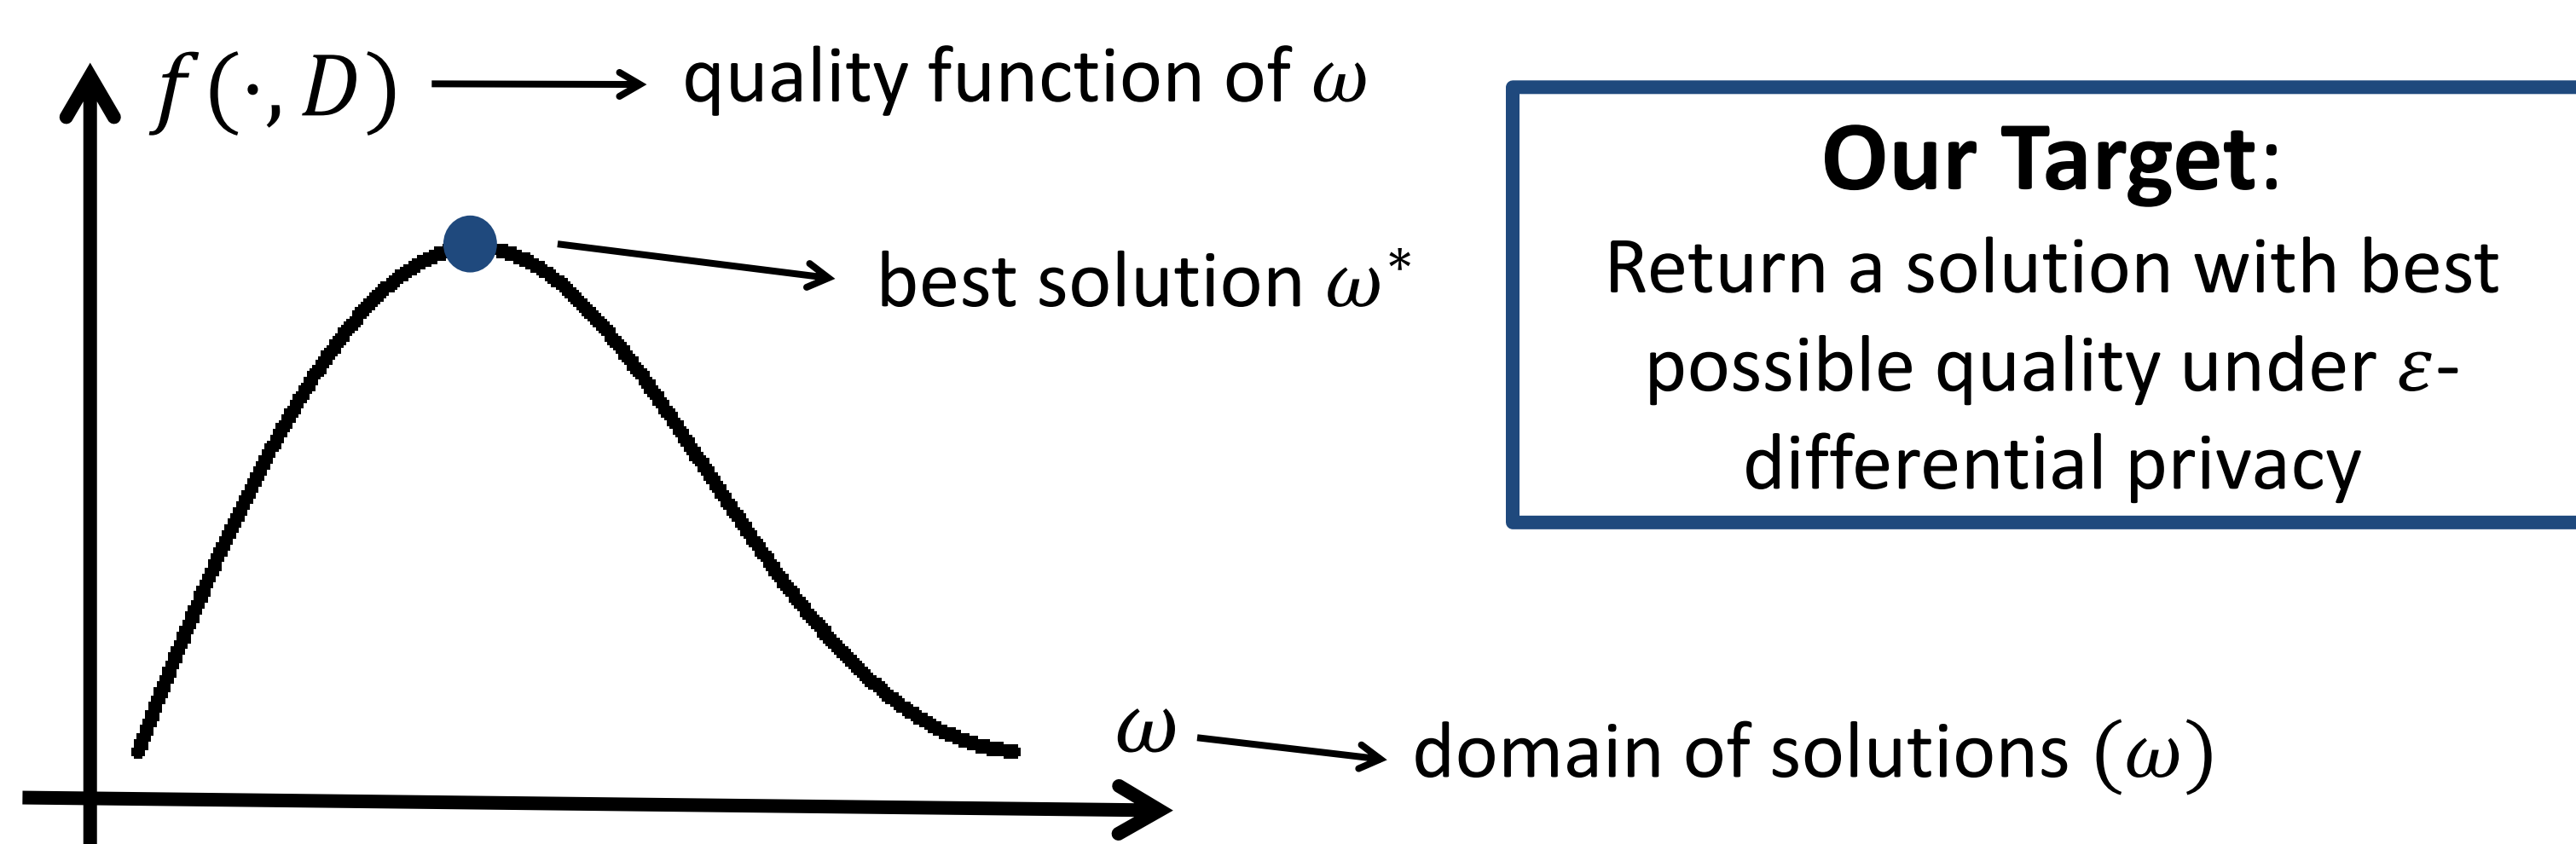 f(·, D) quality function of ω
best solution ω*
ω domain of solutions (ω)
Our Target:
Return a solution with best
possible quality under ε-
differential privacy